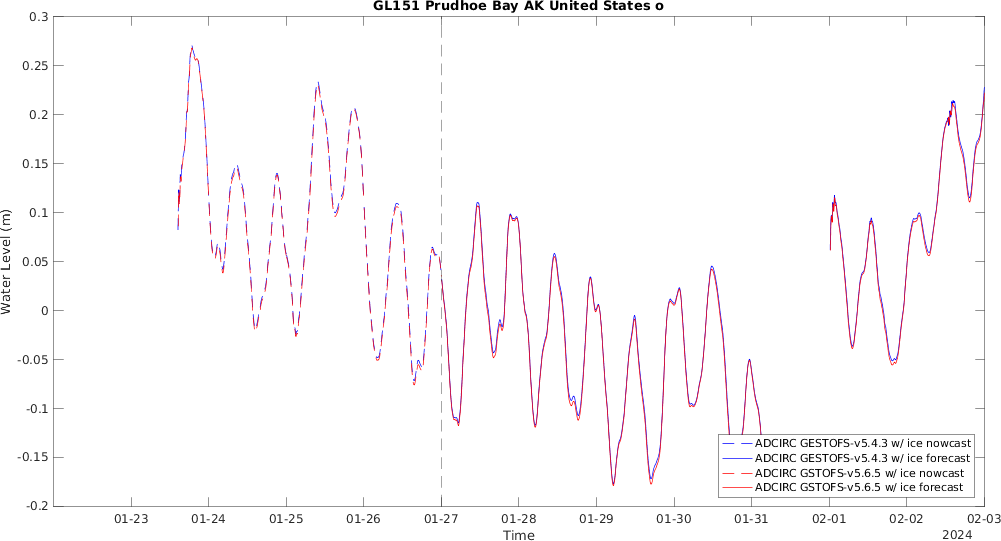 GL151 Prudhoe Bay AK United States o
0.3
0.25
0.2
0.15
0.1
0.05
0
-0.05
-0.1
-0.15
-0.2
Water Level (m)
ADCIRC GESTOFS-v5.4.3 w/ ice nowcast
ADCIRC GESTOFS-v5.4.3 w/ ice forecast
ADCIRC GSTOFS-v5.6.5 w/ ice nowcast
ADCIRC GSTOFS-v5.6.5 w/ ice forecast
01-23 01-24 01-25 01-26 01-27 01-28 01-29 01-30 01-31 02-01 02-02 02-03
Time
2024